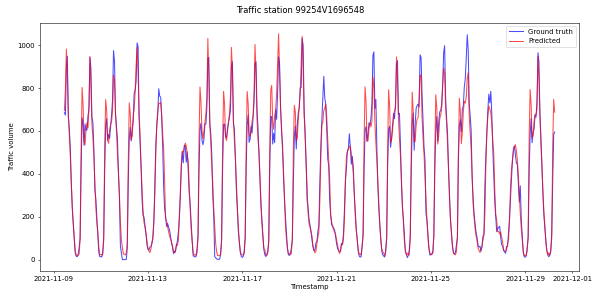 Traffic station 99254V1696548
Ground truth
Predicted
1000
800
600
400
200
0
Traffic volume
2021-11-09 2021-11-13 2021-11-17 2021-11-21 2021-11-25 2021-11-29 2021-12-01
Timestamp